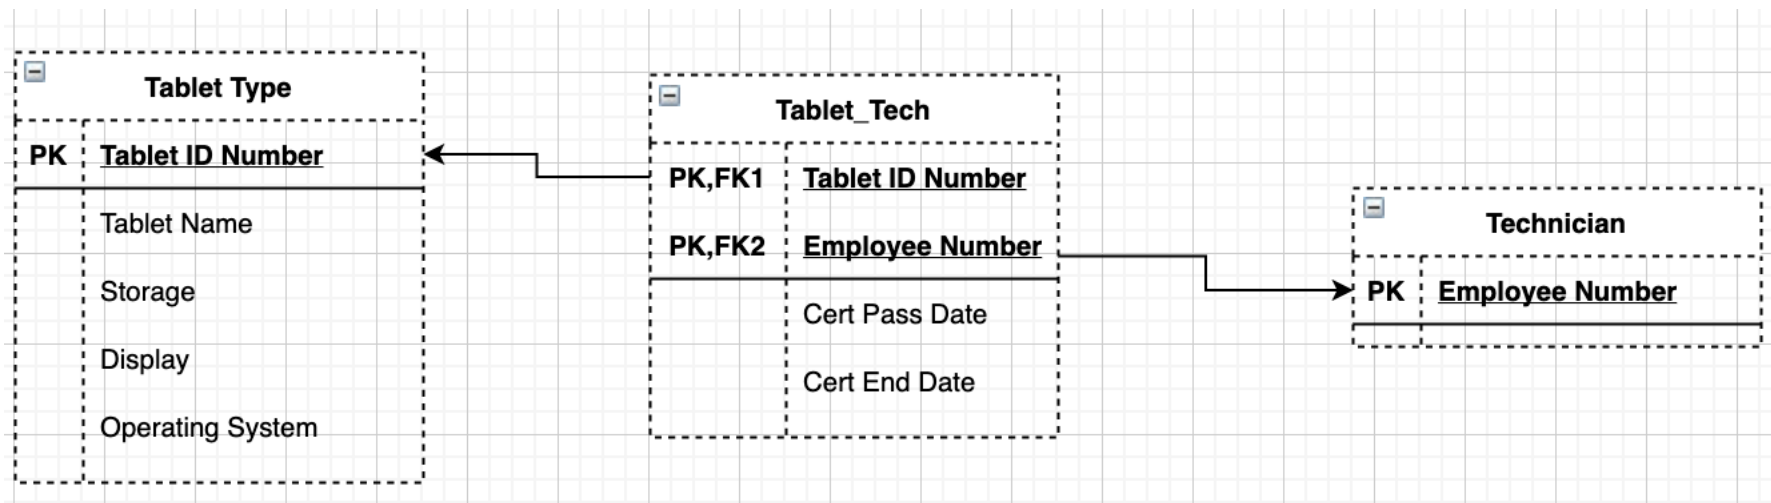 Tablet Type
PK Tablet ID Number
Tablet Name
Storage
Display
Operating System
Tablet_Tech
PK,FK1 Tablet ID Number
PK,FK2 Employee Number
Cert Pass Date
Cert End Date
Technician
PK Employee Number